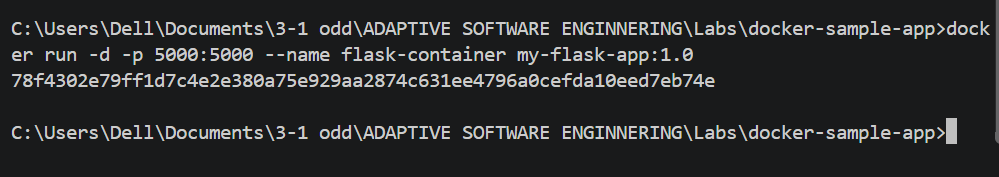 C:\Users\Dell\Documents\3-1 odd\ADAPTIVE SOFTWARE ENGINNERING\Labs\docker-sample-app>dock
er run -d -p 5000:5000 --name flask-container my-flask-app:1.0
78f4302e79ff1d7c4e2e380a75e929aa2874c631ee4796a0cefda10eed7eb74e
C:\Users\Dell\Documents\3-1 odd\ADAPTIVE SOFTWARE ENGINNERING\Labs\docker-sample-app>